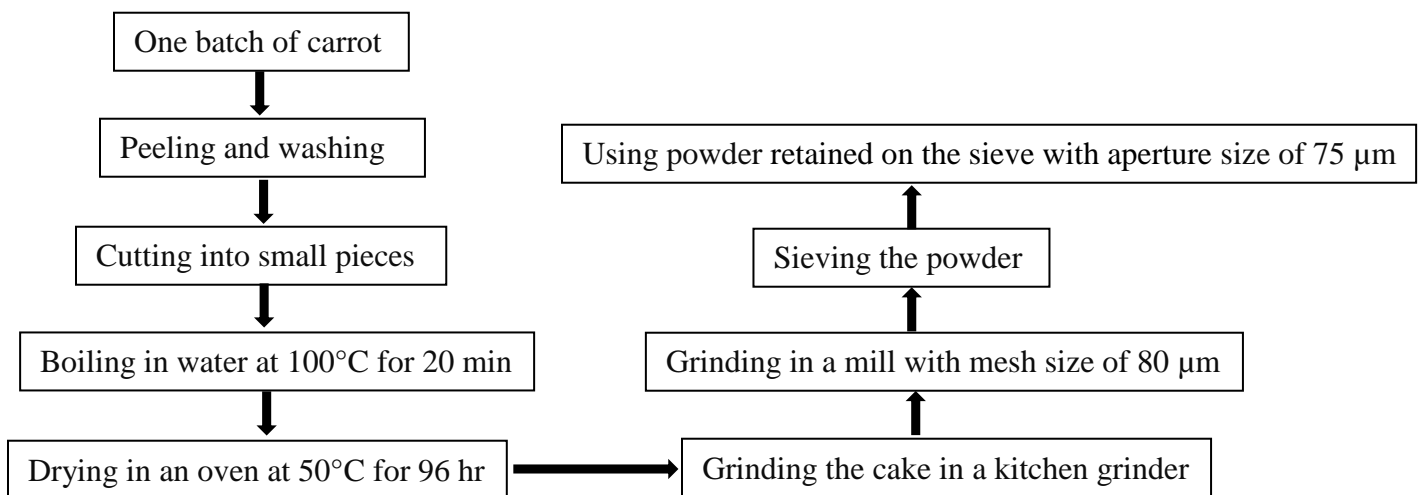 One batch of carrot
Peeling and washing
Cutting into small pieces
Boiling in water at 100°C for 20 min
Drying in an oven at 50°C for 96 hr
Grinding the cake in a kitchen grinder
Grinding in a mill with mesh size of 80 µm
Sieving the powder
Using powder retained on the sieve with aperture size of 75 µm